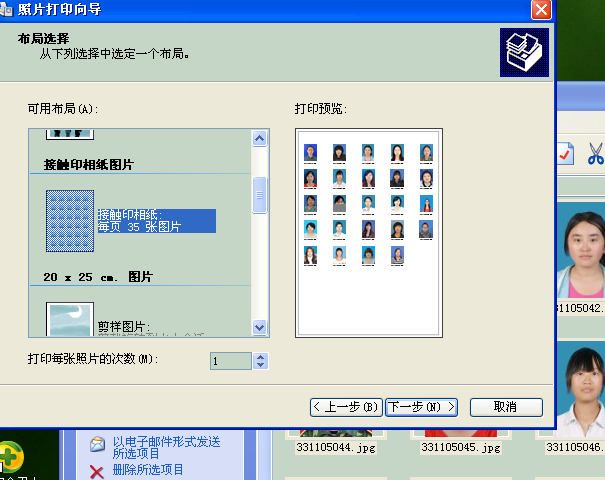 照片打印向导
布局选择
从下列选择中选定一个布局。
可用布局(A):
打印预览:
接触印相纸图片
接触印相纸:
每页 35 张图片
20 x 25 cm. 图片
剪样图片:
打印每张照片的次数(M):
1
< 上一步(B)
下一步(N) >
取消
31105042.
331105044.jpg
331105045.jpg
331105046.
以电子邮件形式发送
所选项目
删除所选项目